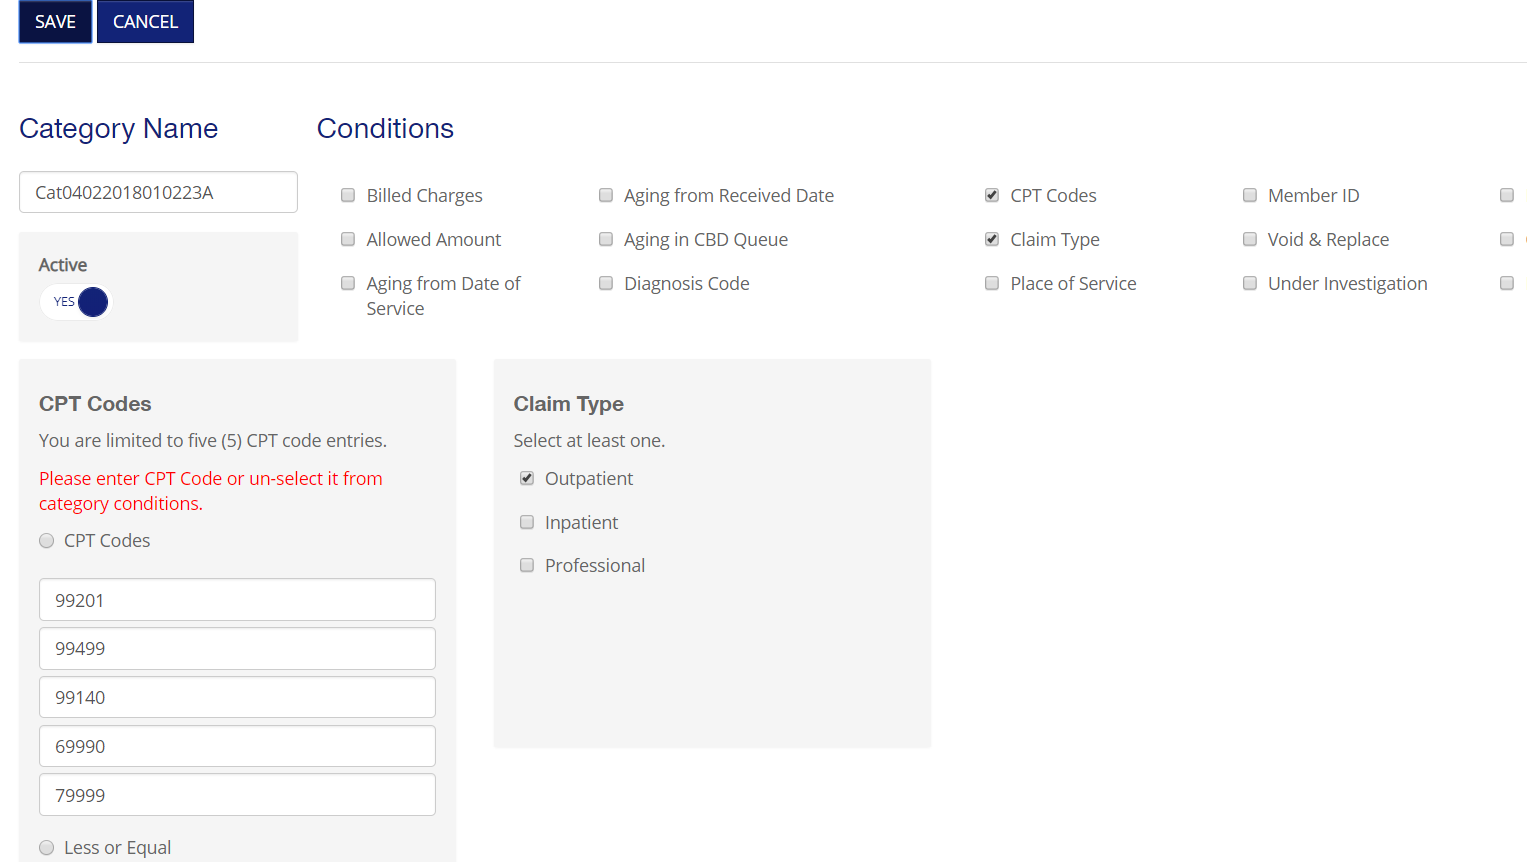 SAVE
CANCEL
Category Name
Conditions
Cat04022018010223A
Billed Charges
Aging from Received Date
CPT Codes
Member ID
Allowed Amount
Aging in CBD Queue
Claim Type
Void & Replace
Aging from Date of
Service
Diagnosis Code
Place of Service
Under Investigation
Active
YES
CPT Codes
You are limited to five (5) CPT code entries.
Please enter CPT Code or un-select it from
category conditions.
CPT Codes
99201
99499
99140
69990
79999
Less or Equal
Claim Type
Select at least one.
Outpatient
Inpatient
Professional